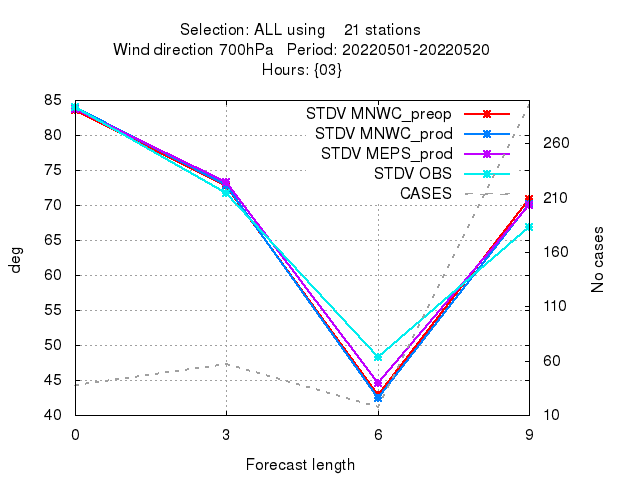 Selection: ALL using    21 stations
Wind direction 700hPa   Period: 20220501-20220520
Hours: {03}
STDV MNWC_preop
STDV MNWC_prod
STDV MEPS_prod
STDV OBS
CASES
deg
85
80
75
70
65
60
55
50
45
40
260
210
160
110
60
10
No cases
0 3 6 9
Forecast length